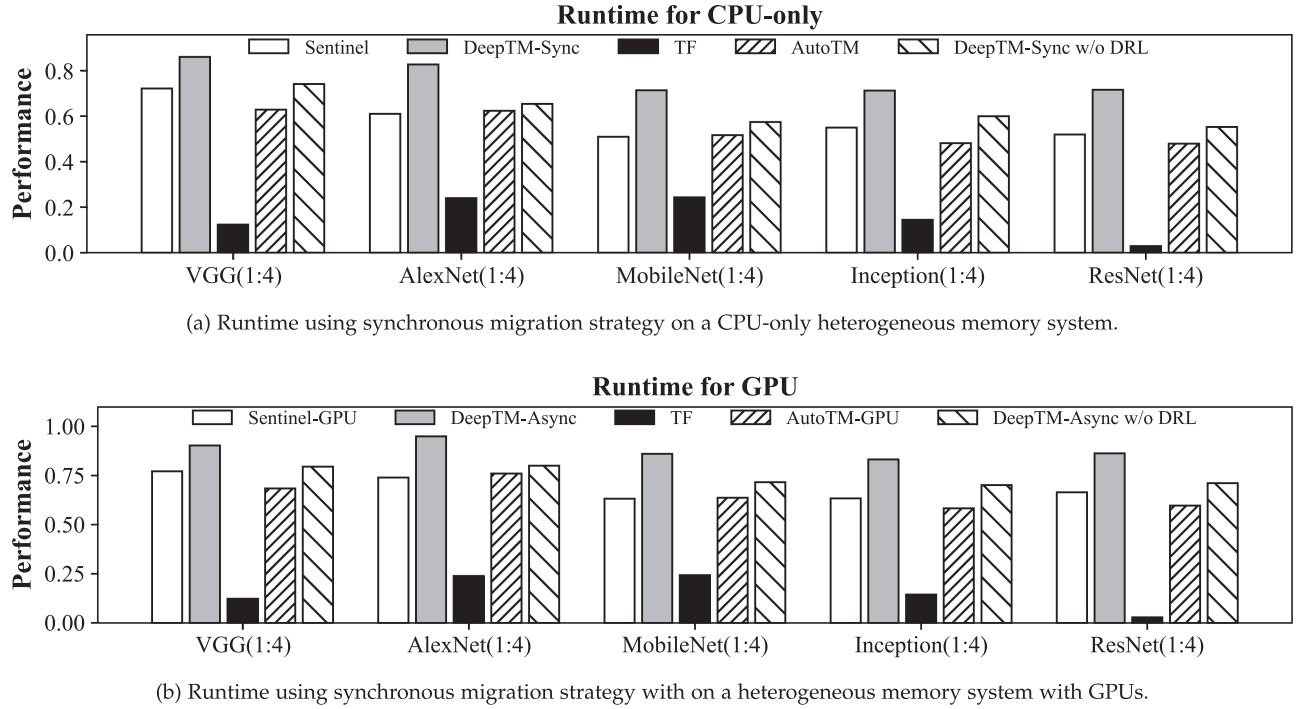 Runtime for CPU-only
Sentinel DeepTM-Sync TF AutoTM DeepTM-Sync w/o DRL
Performance
0.8
0.6
0.4
0.2
0.0
VGG(1:4) AlexNet(1:4) MobileNet(1:4) Inception(1:4) ResNet(1:4)
(a) Runtime using synchronous migration strategy on a CPU-only heterogeneous memory system.
Runtime for GPU
Sentinel-GPU DeepTM-Async TF AutoTM-GPU DeepTM-Async w/o DRL
Performance
1.00
0.75
0.50
0.25
0.00
VGG(1:4) AlexNet(1:4) MobileNet(1:4) Inception(1:4) ResNet(1:4)
(b) Runtime using synchronous migration strategy with on a heterogeneous memory system with GPUs.